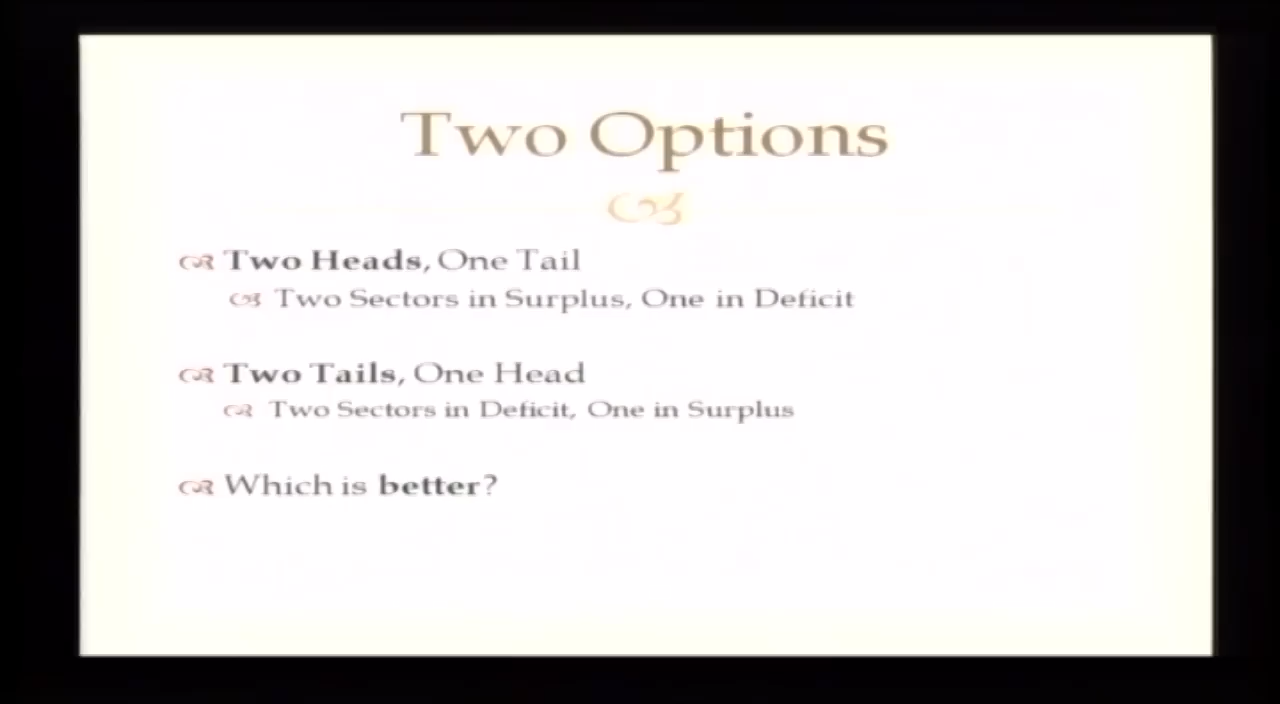 Two Options
Two Heads, One Tail
Two Sectors in Surplus, One in Deficit
Two Tails, One Head
Two Sectors in Deficit, One in Surplus
Which is better?